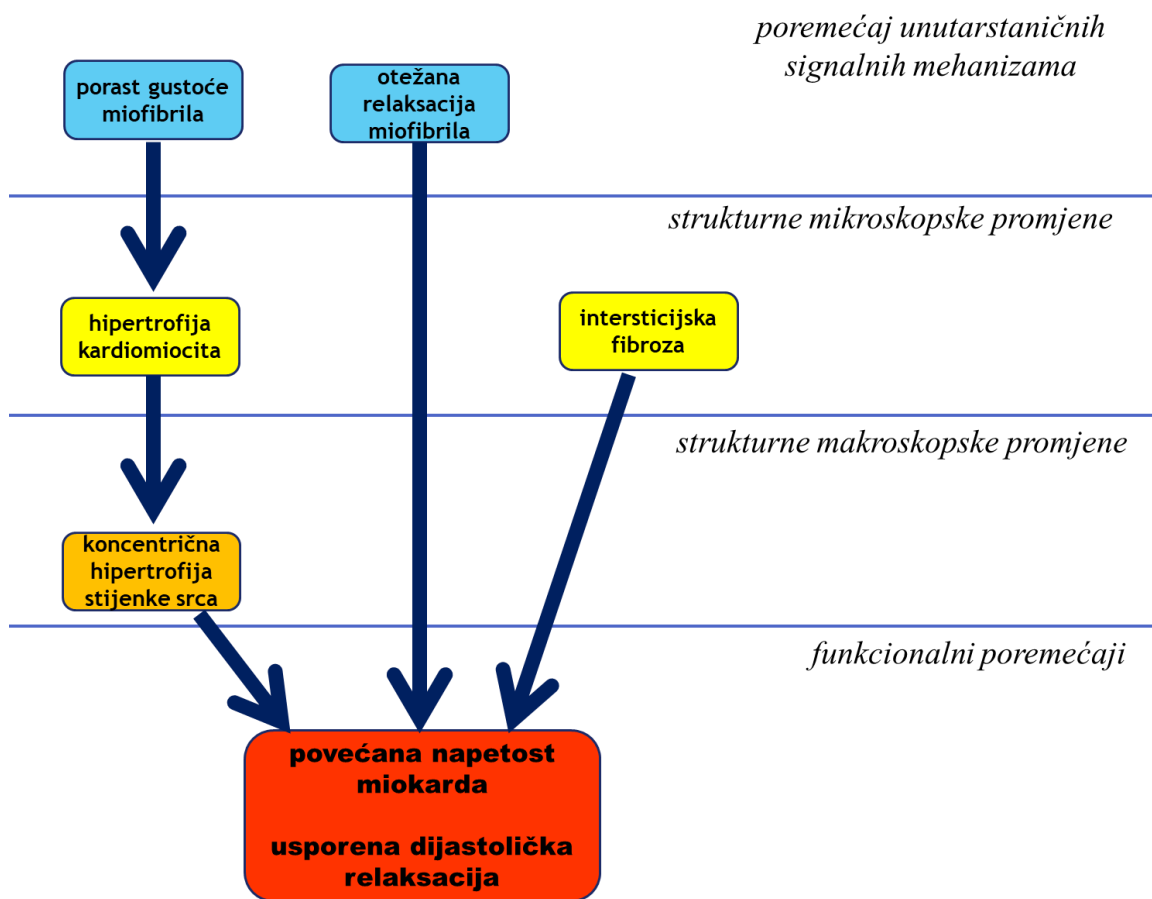 poremećaj unutarstaničnih
signalnih mehanizama
porast gustoće
miofibrila
otežana
relaksacija
miofibrila
strukturne mikroskopske promjene
hipertrofija
kardiomiocita
intersticijska
fibroza
strukturne makroskopske promjene
koncentrična
hipertrofija
stijenke srca
funkcionalni poremećaji
povećana napetost
miokarda
usporena dijastolička
relaksacija